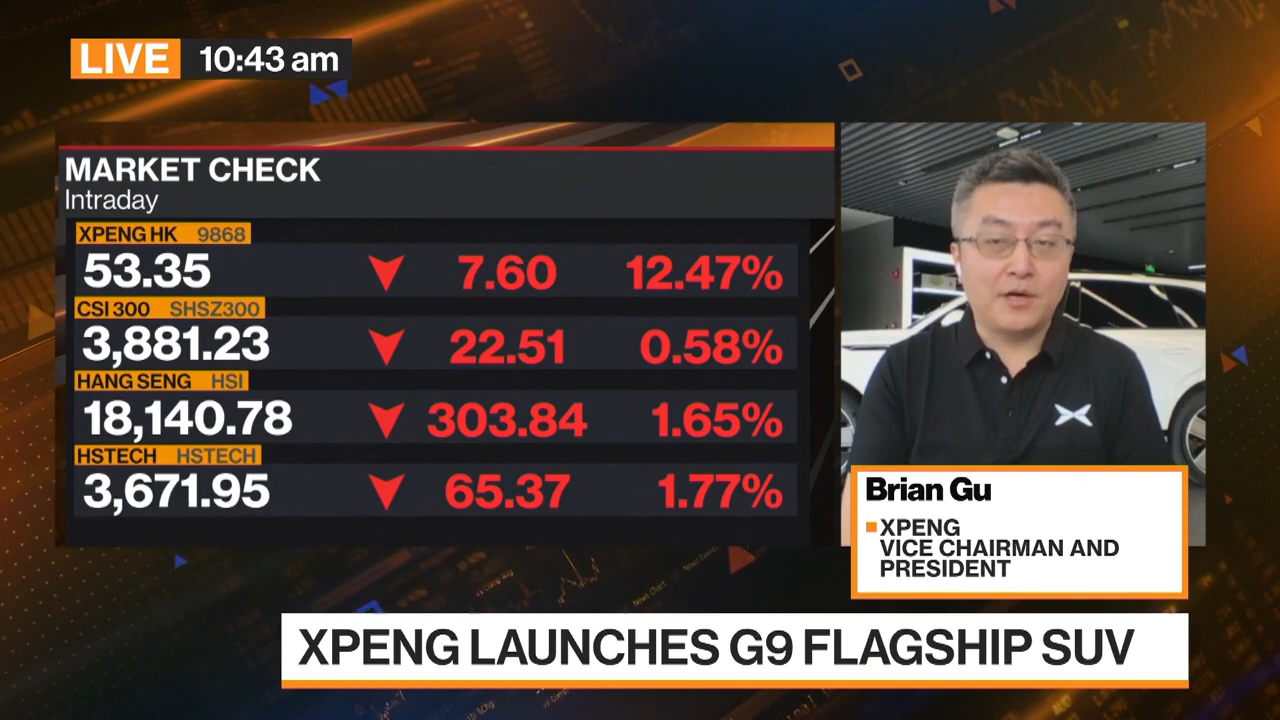 LIVE 10:43 am
MARKET CHECK
Intraday
XPENG HK 9868
53.35 7.60 12.47%
CSI 300 SHSZ300
3,881.23 22.51 0.58%
HANG SENG HSI
18,140.78 303.84 1.65%
HSTECH HSTECH
3,671.95 65.37 1.77%
Brian Gu
XPENG
VICE CHAIRMAN AND
PRESIDENT
News Chart
XPENG LAUNCHES G9 FLAGSHIP SUV